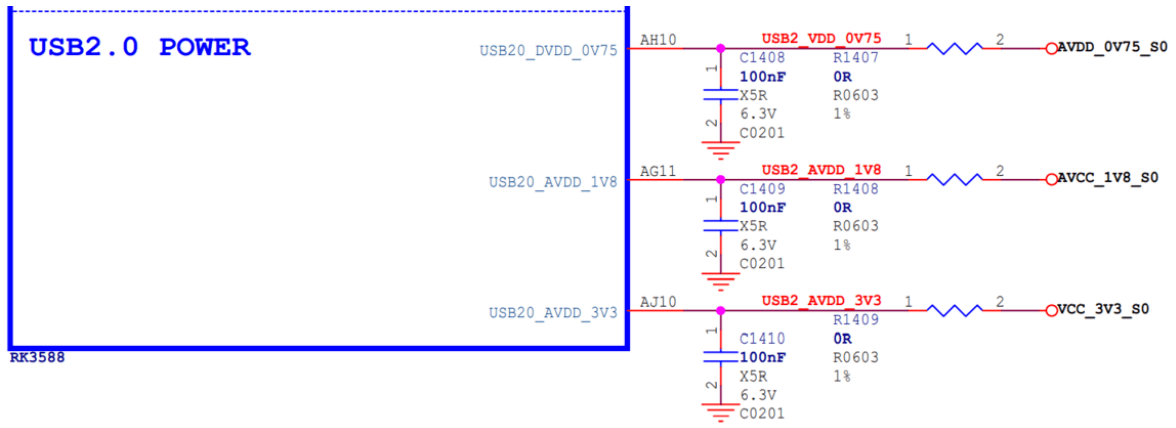 USB2.0 POWER
USB20_DVDD_0V75 AH10 USB2_VDD_0V75 1 2 AVDD_0V75_S0
C1408 R1407
1 100nF 0R
X5R R0603
2 6.3V 1%
C0201
USB20_AVDD_1V8 AG11 USB2_AVDD_1V8 1 2 AVCC_1V8_S0
C1409 R1408
1 100nF 0R
X5R R0603
2 6.3V 1%
C0201
USB20_AVDD_3V3 AJ10 USB2_AVDD_3V3 1 2 VCC_3V3_S0
R1409
1 C1410 0R
100nF R0603
2 X5R 1%
6.3V
C0201
RK3588